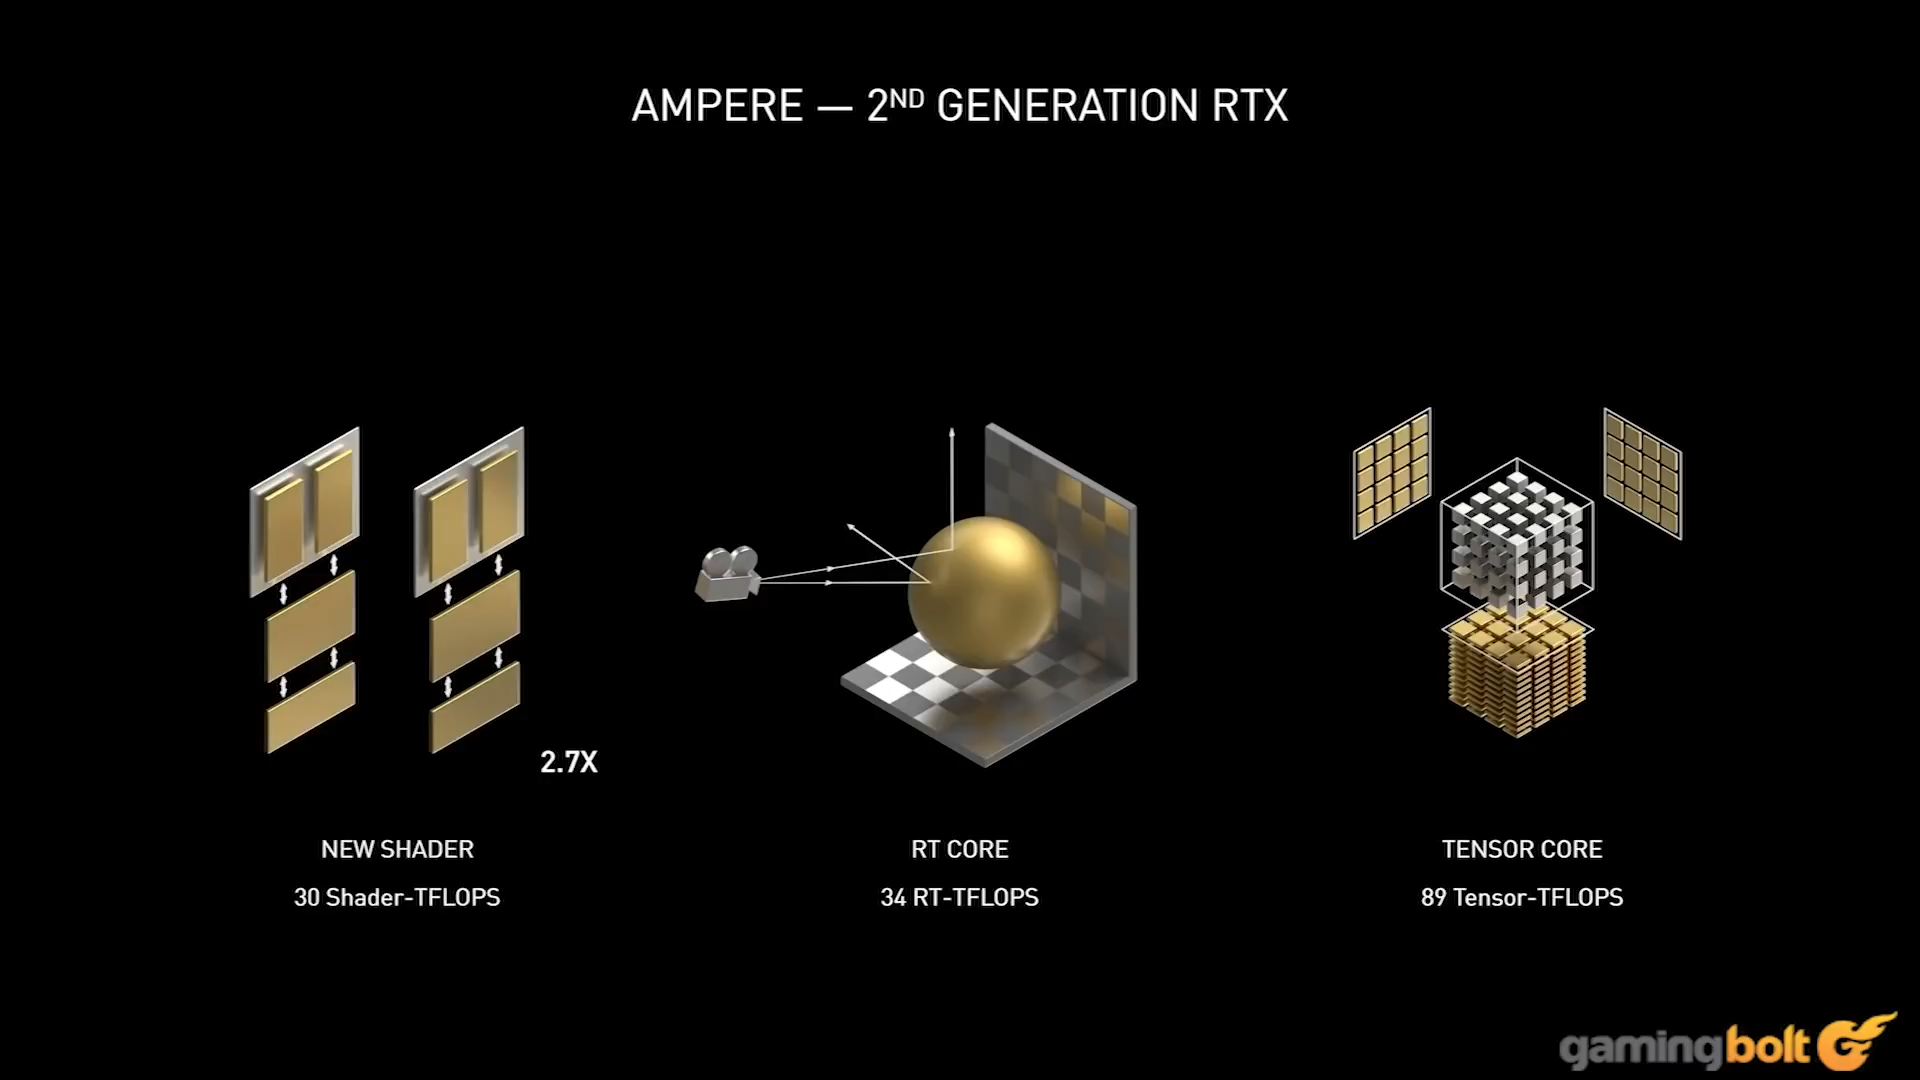 AMPERE — 2ND GENERATION RTX
2.7X
NEW SHADER
30 Shader-TFLOPS
RT CORE
34 RT-TFLOPS
TENSOR CORE
89 Tensor-TFLOPS
gamingbolt